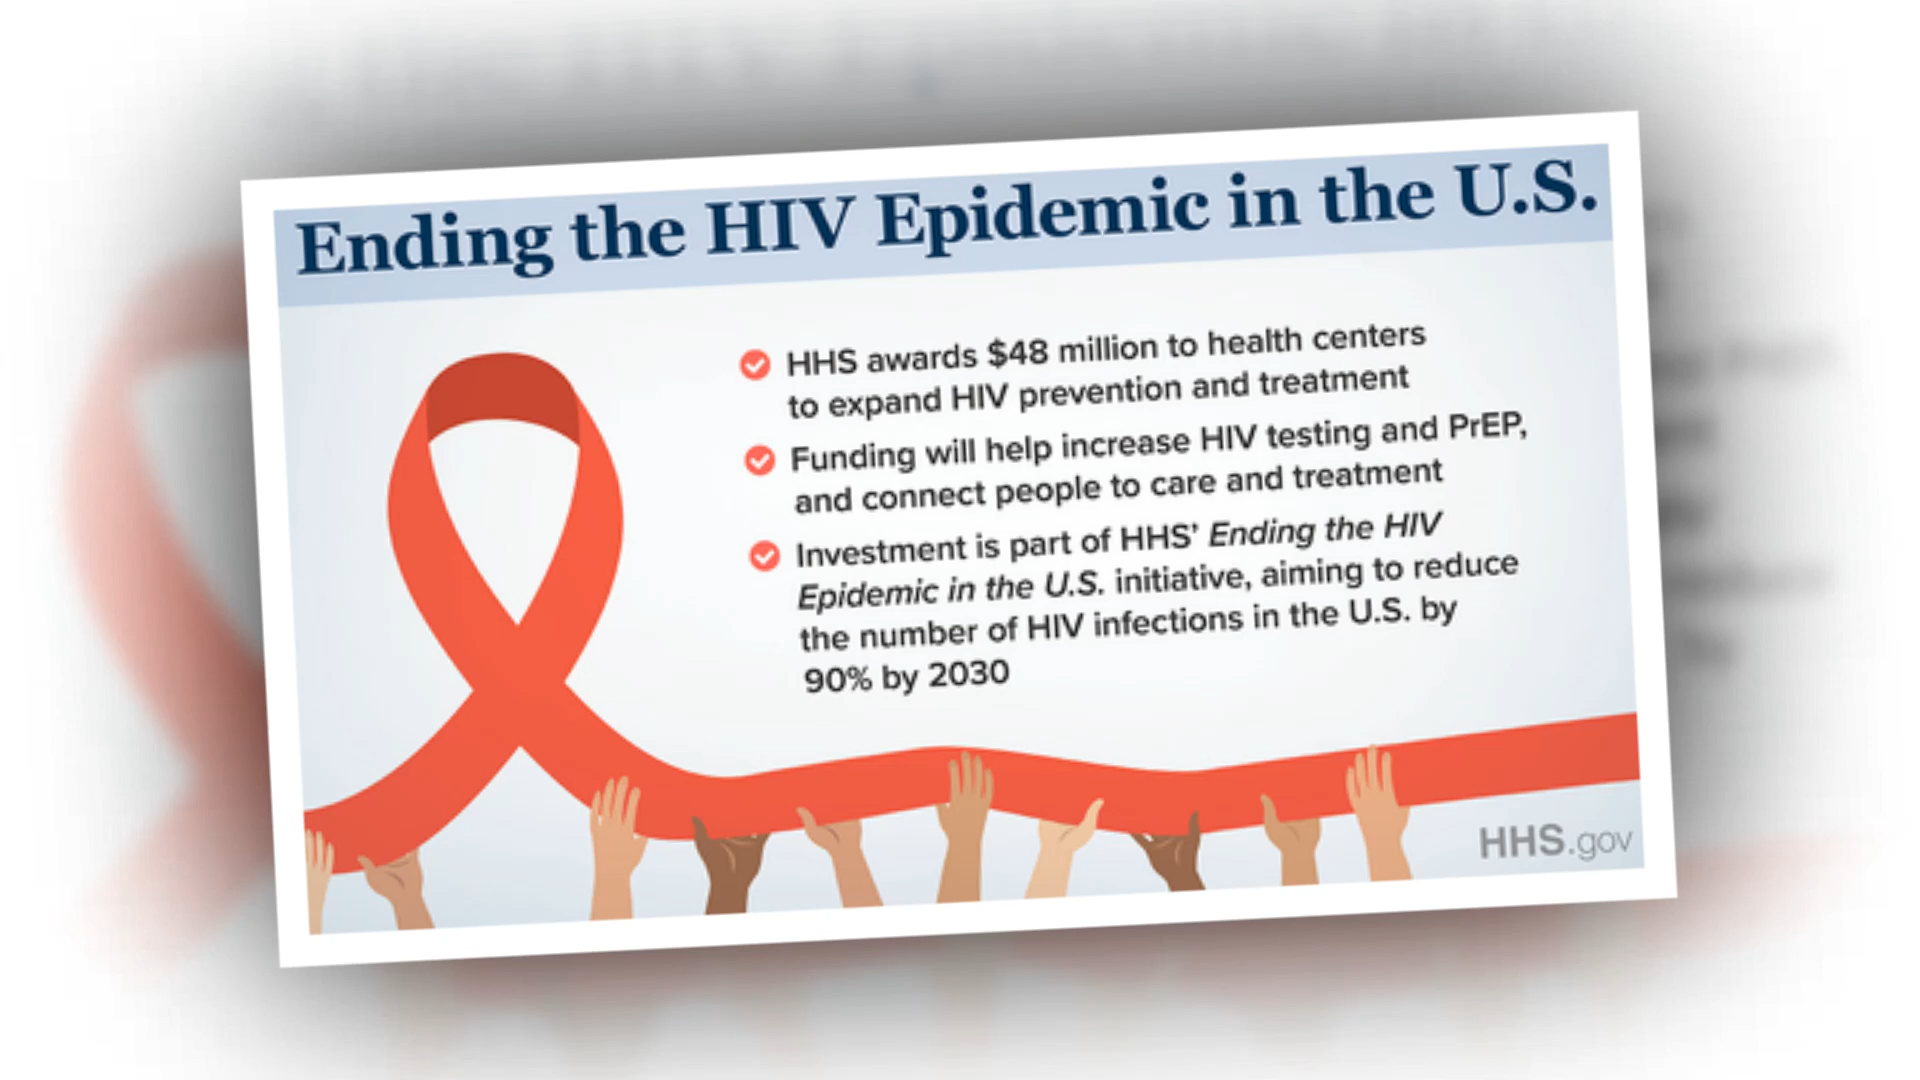 Ending the HIV Epidemic in the U.S.
HHS awards $48 million to health centers
to expand HIV prevention and treatment
Funding will help increase HIV testing and PrEP,
and connect people to care and treatment
Investment is part of HHS’ Ending the HIV
Epidemic in the U.S. initiative, aiming to reduce
the number of HIV infections in the U.S. by
90% by 2030
HHS.gov